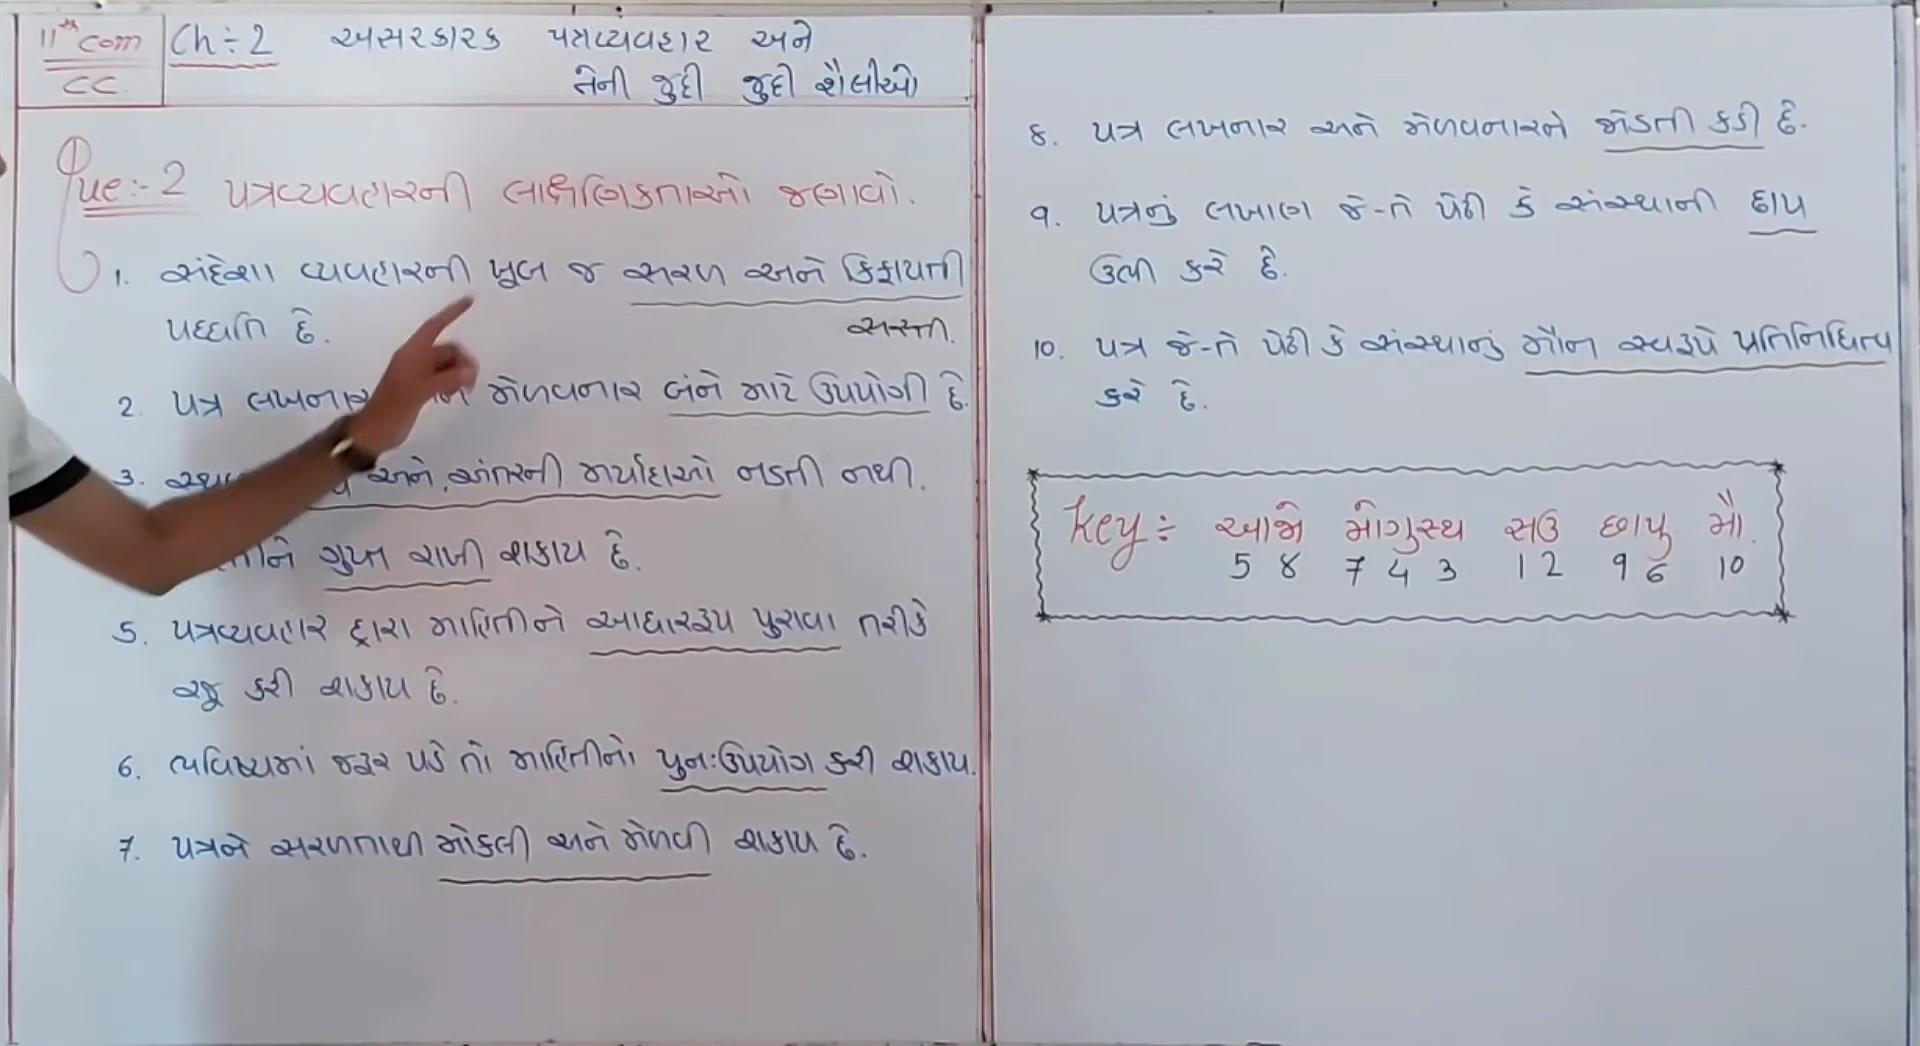 11th com
CC
Ch ÷ 2 અસરકારક પત્રવ્યવહાર અને
તેની જુદી જુદી શૈલીઓ
Que:- 2 પત્રવ્યવહારની લાક્ષણિકતાઓ જણાવો.
1. સંદેશા વ્યવહારની ખૂબ જ સરળ અને કિફાયતી
પદ્ધતિ છે. સસ્તી.
2. પત્ર લખનાર મેળવનાર બંને માટે ઉપયોગી છે.
3. અને અંતરની મર્યાદાઓ નડતી નથી.
ગુપ્ત રાખી શકાય છે.
5. પત્રવ્યવહાર દ્વારા માહિતીને આધારરૂપ પુરાવા તરીકે
રજૂ કરી શકાય છે.
6. ભવિષ્યમાં જરૂર પડે તો માહિતીનો પુનઃઉપયોગ કરી શકાય.
7. પત્રને સરળતાથી મોકલી અને મેળવી શકાય છે.
8. પત્ર લખનાર અને મેળવનારને જોડતી કડી છે.
9. પત્રનું લખાણ જે-તે પેઢી કે સંસ્થાની છાપ
ઉભી કરે છે.
10. પત્ર જે-તે પેઢી કે સંસ્થાનું મૌન સ્વરૂપે પ્રતિનિધિત્વ
કરે છે.
Key ÷ આજો મોગુસ્થ સઉ છાપુ મૌ.
5 8 7 4 3 1 2 9 6 10